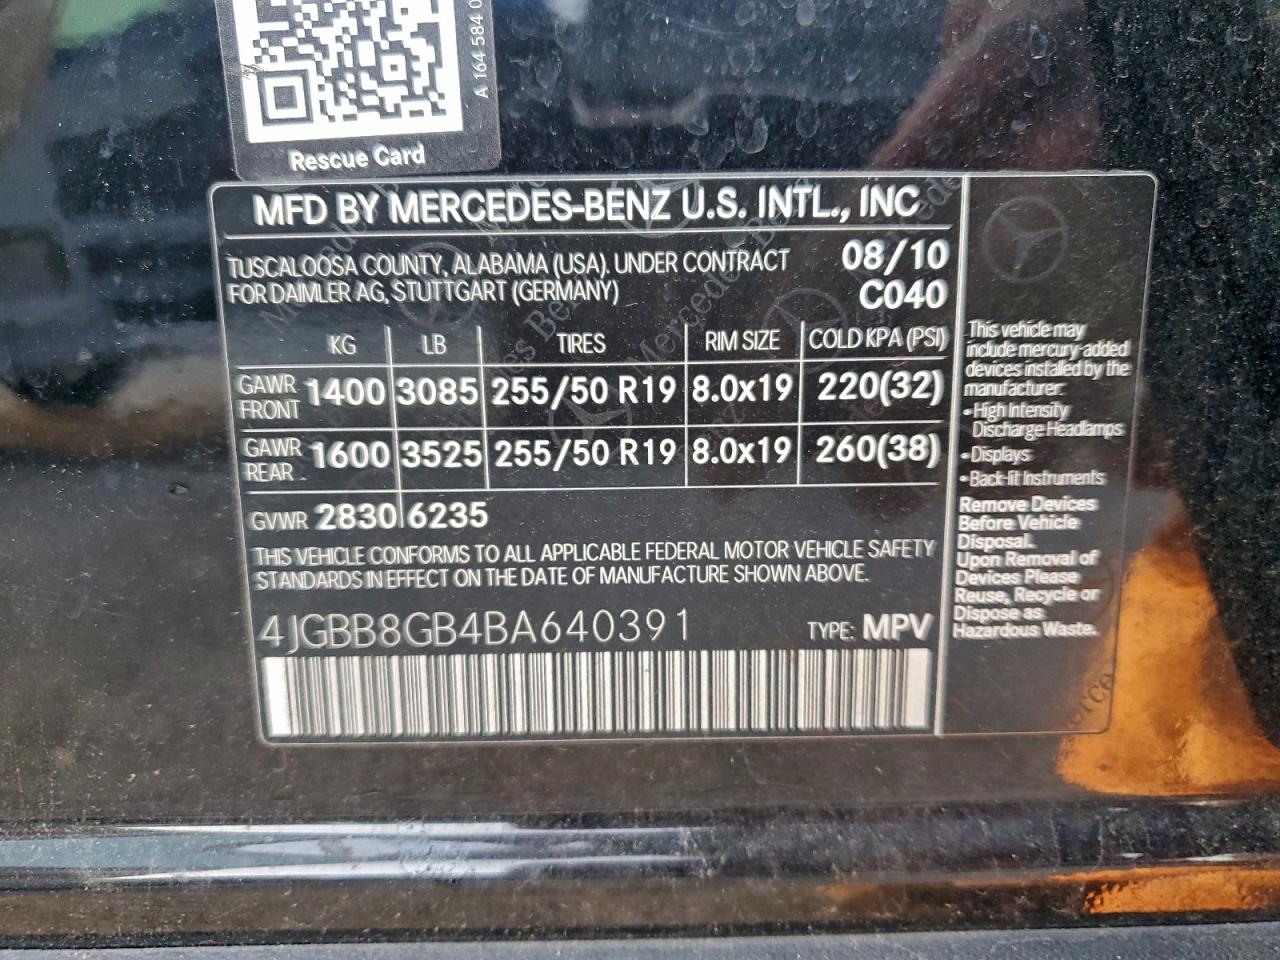 A 164 584 0
Rescue Card
MFD BY MERCEDES-BENZ U.S. INTL., INC
TUSCALOOSA COUNTY, ALABAMA (USA). UNDER CONTRACT 08/10
FOR DAIMLER AG, STUTTGART (GERMANY) C040
KG LB TIRES RIM SIZE COLD KPA (PSI)
GAWR FRONT 1400 3085 255/50 R19 8.0x19 220(32)
GAWR REAR 1600 3525 255/50 R19 8.0x19 260(38)
GVWR 2830 6235
THIS VEHICLE CONFORMS TO ALL APPLICABLE FEDERAL MOTOR VEHICLE SAFETY
STANDARDS IN EFFECT ON THE DATE OF MANUFACTURE SHOWN ABOVE.
4JGBB8GB4BA640391 TYPE: MPV
This vehicle may
include mercury-added
devices installed by the
manufacturer:
• High Intensity
Discharge Headlamps
• Displays
• Back-lit Instruments
Remove Devices
Before Vehicle
Disposal.
Upon Removal of
Devices Please
Reuse, Recycle or
Dispose as
Hazardous Waste.